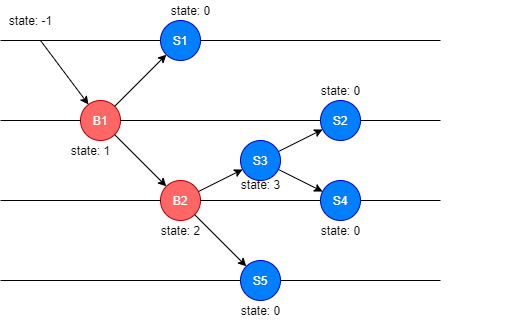 state: 0
state: -1
S1
state: 0
B1
S2
state: 1
S3
state: 3
B2
S4
state: 2
state: 0
S5
state: 0